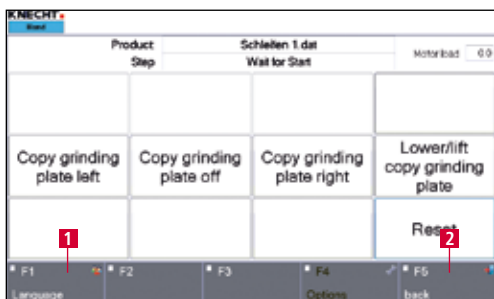 KNECHT
Hand
Product Schleifen 1.dat
Step Wait for Start
Motorload 0.0
Copy grinding plate left
Copy grinding plate off
Copy grinding plate right
Lower/lift copy grinding plate
Reset
1
2
F1
F2
F3
F4
F5
Language
Options
back